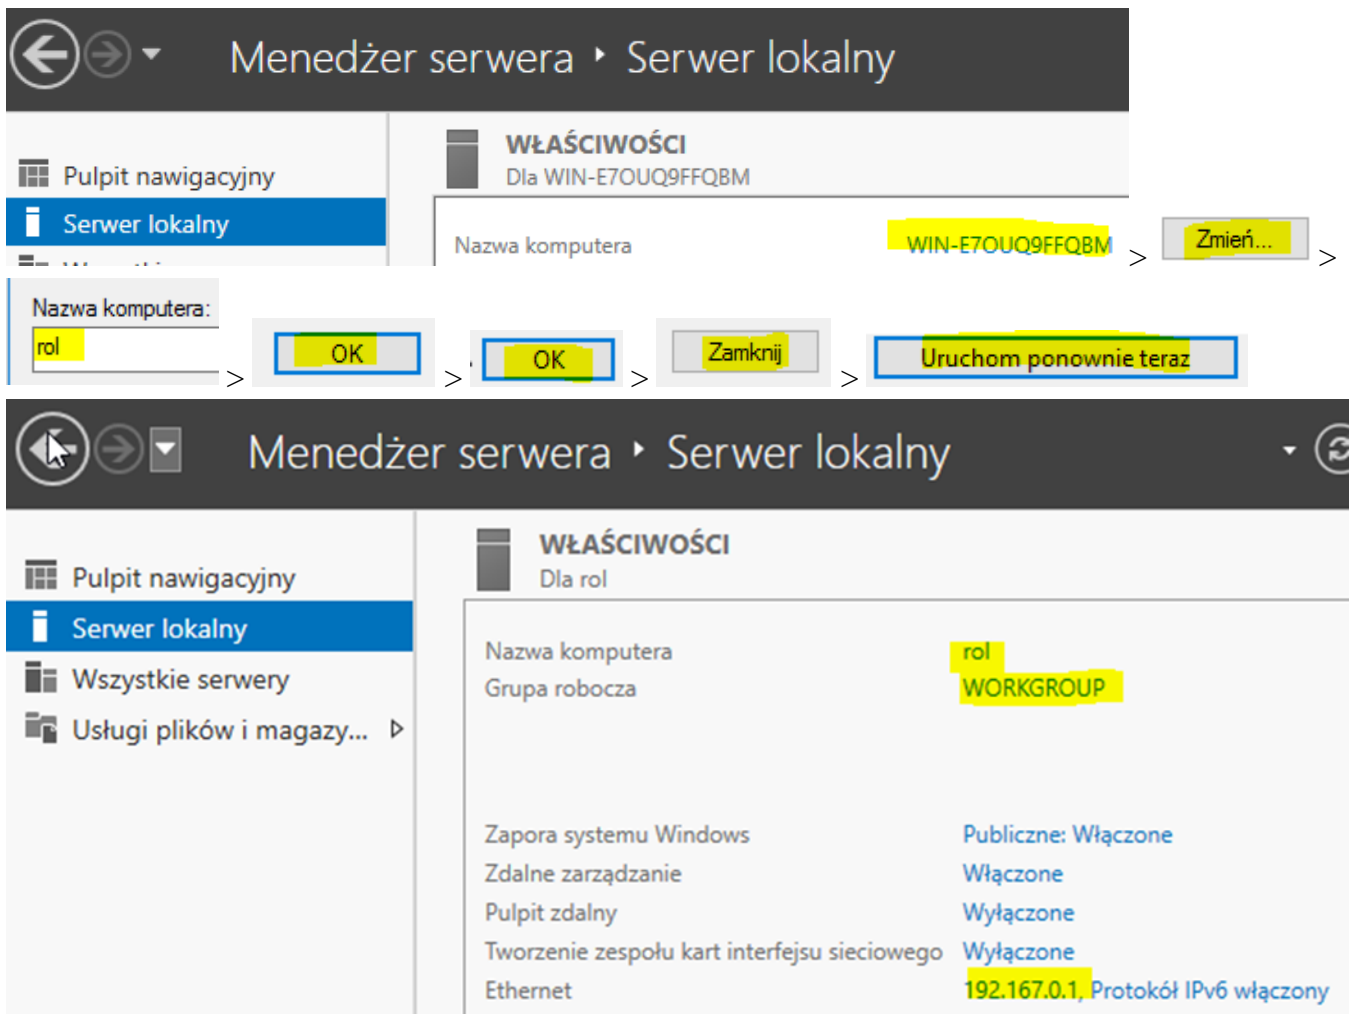 Menedżer serwera ‣ Serwer lokalny
WŁAŚCIWOŚCI
Dla WIN-E7OUQ9FFQBM
Pulpit nawigacyjny
Serwer lokalny
Nazwa komputera WIN-E7OUQ9FFQBM > Zmień... >
Nazwa komputera:
rol > OK > OK > Zamknij > Uruchom ponownie teraz
Menedżer serwera ‣ Serwer lokalny
WŁAŚCIWOŚCI
Dla rol
Pulpit nawigacyjny
Serwer lokalny
Wszystkie serwery
Usługi plików i magazy...
Nazwa komputera rol
Grupa robocza WORKGROUP
Zapora systemu Windows Publiczne: Włączone
Zdalne zarządzanie Włączone
Pulpit zdalny Wyłączone
Tworzenie zespołu kart interfejsu sieciowego Wyłączone
Ethernet 192.167.0.1, Protokół IPv6 włączony